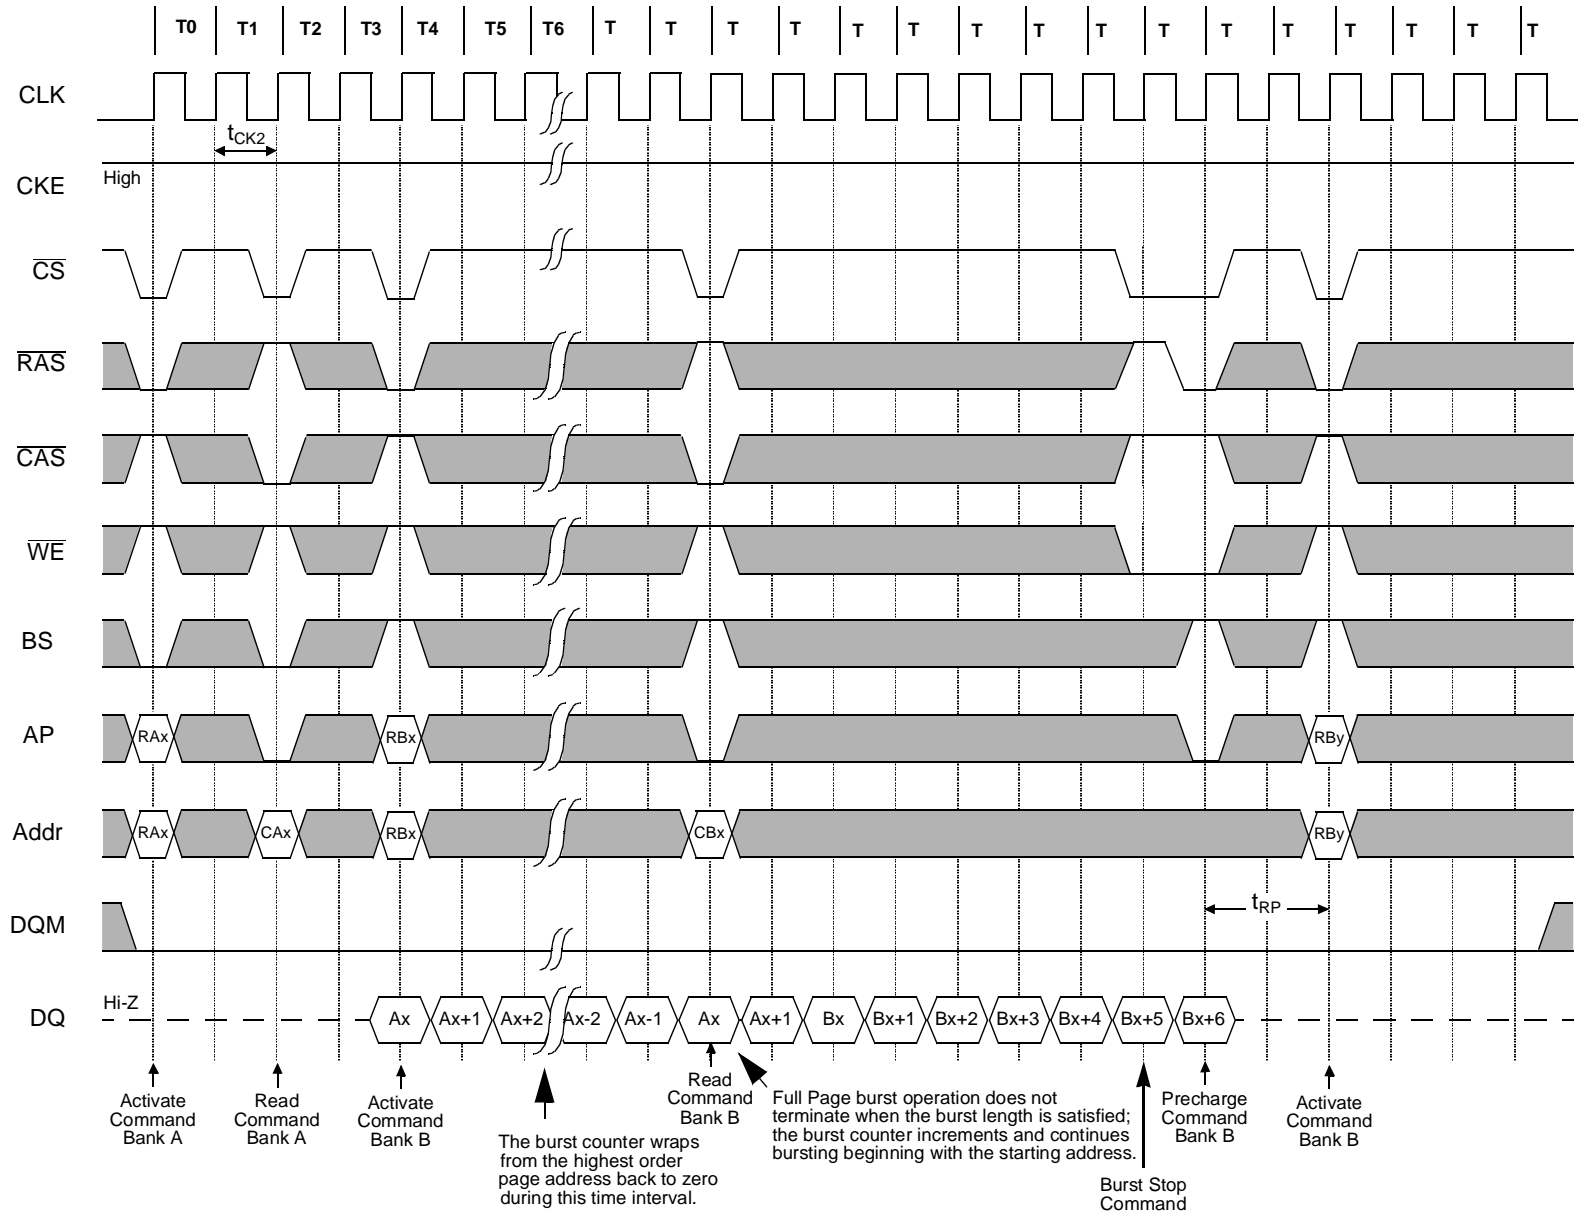 T0 T1 T2 T3 T4 T5 T6 T T T T T T T T T T T T T T T T
CLK
tCK2
CKE
High
CS
RAS
CAS
WE
BS
AP
RAx RBx RBy
Addr
RAx CAx RBx CBx RBy
DQM
tRP
DQ
Hi-Z
Ax Ax+1 Ax+2 Ax-2 Ax-1 Ax Ax+1 Bx Bx+1 Bx+2 Bx+3 Bx+4 Bx+5 Bx+6
Activate
Command
Bank A
Read
Command
Bank A
Activate
Command
Bank B
The burst counter wraps
from the highest order
page address back to zero
during this time interval.
Read
Command
Bank B
Full Page burst operation does not
terminate when the burst length is satisfied;
the burst counter increments and continues
bursting beginning with the starting address.
Burst Stop
Command
Precharge
Command
Bank B
Activate
Command
Bank B